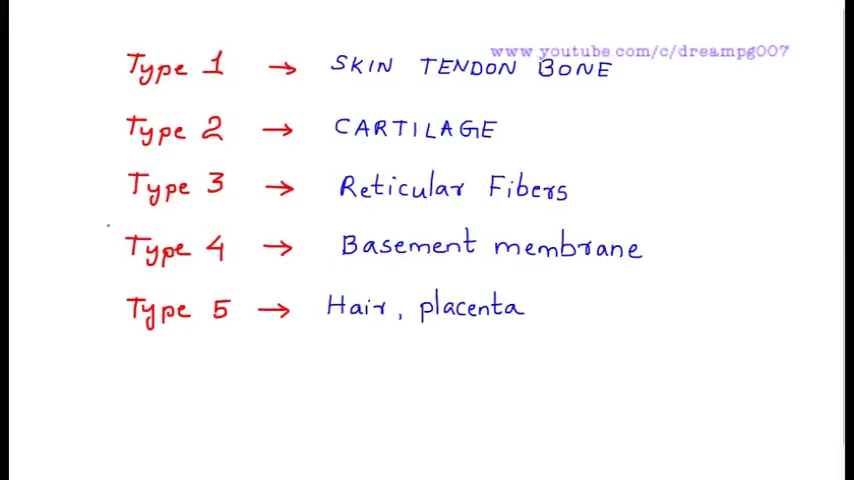 www.youtube.com/c/dreampg007
Type 1 → SKIN TENDON BONE
Type 2 → CARTILAGE
Type 3 → Reticular Fibers
Type 4 → Basement membrane
Type 5 → Hair, placenta